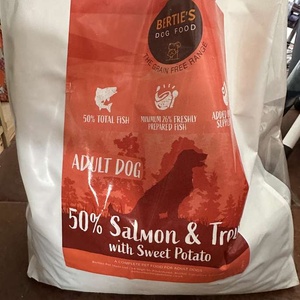 BERTIE'S
DOG FOOD
THE GRAIN FREE RANGE
50% TOTAL FISH
MINIMUM 26% FRESHLY
PREPARED FISH
ADULT DOG
50% Salmon & Tro
with Sweet Potato